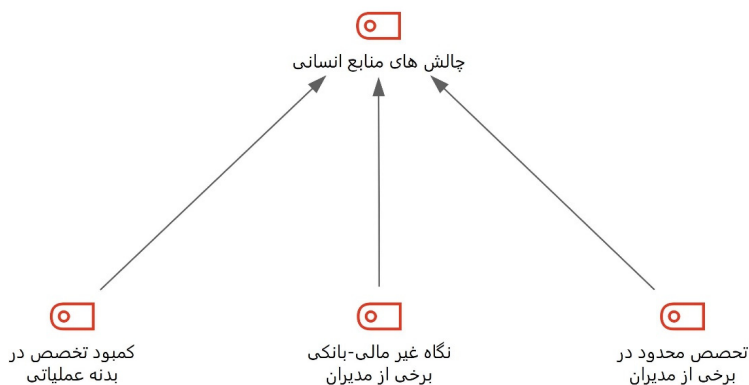 چالش های منابع انسانی
تحصص محدود در
برخی از مدیران
نگاه غیر مالی-بانکی
برخی از مدیران
کمبود تخصص در
بدنه عملیاتی